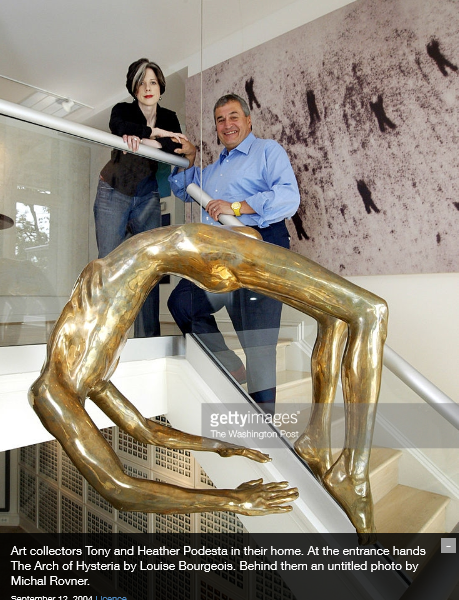 gettyimages®
The Washington Post
Art collectors Tony and Heather Podesta in their home. At the entrance hands
The Arch of Hysteria by Louise Bourgeois. Behind them an untitled photo by
Michal Rovner.
September 12, 2004 Licence